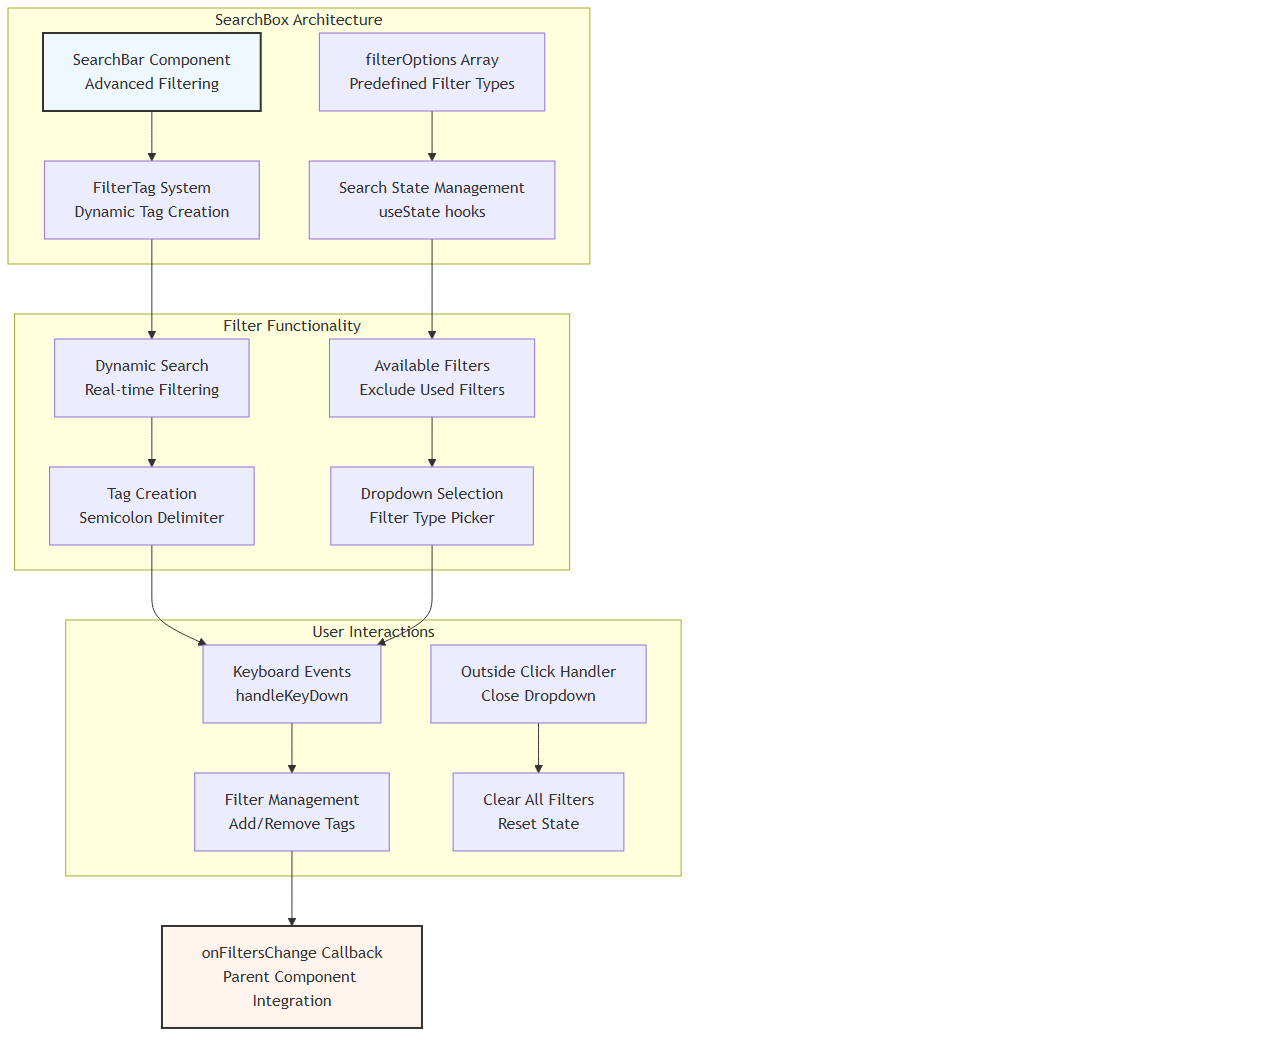 SearchBox Architecture
SearchBar Component
Advanced Filtering
filterOptions Array
Predefined Filter Types
FilterTag System
Dynamic Tag Creation
Search State Management
useState hooks
Filter Functionality
Dynamic Search
Real-time Filtering
Available Filters
Exclude Used Filters
Tag Creation
Semicolon Delimiter
Dropdown Selection
Filter Type Picker
User Interactions
Keyboard Events
handleKeyDown
Outside Click Handler
Close Dropdown
Filter Management
Add/Remove Tags
Clear All Filters
Reset State
onFiltersChange Callback
Parent Component
Integration